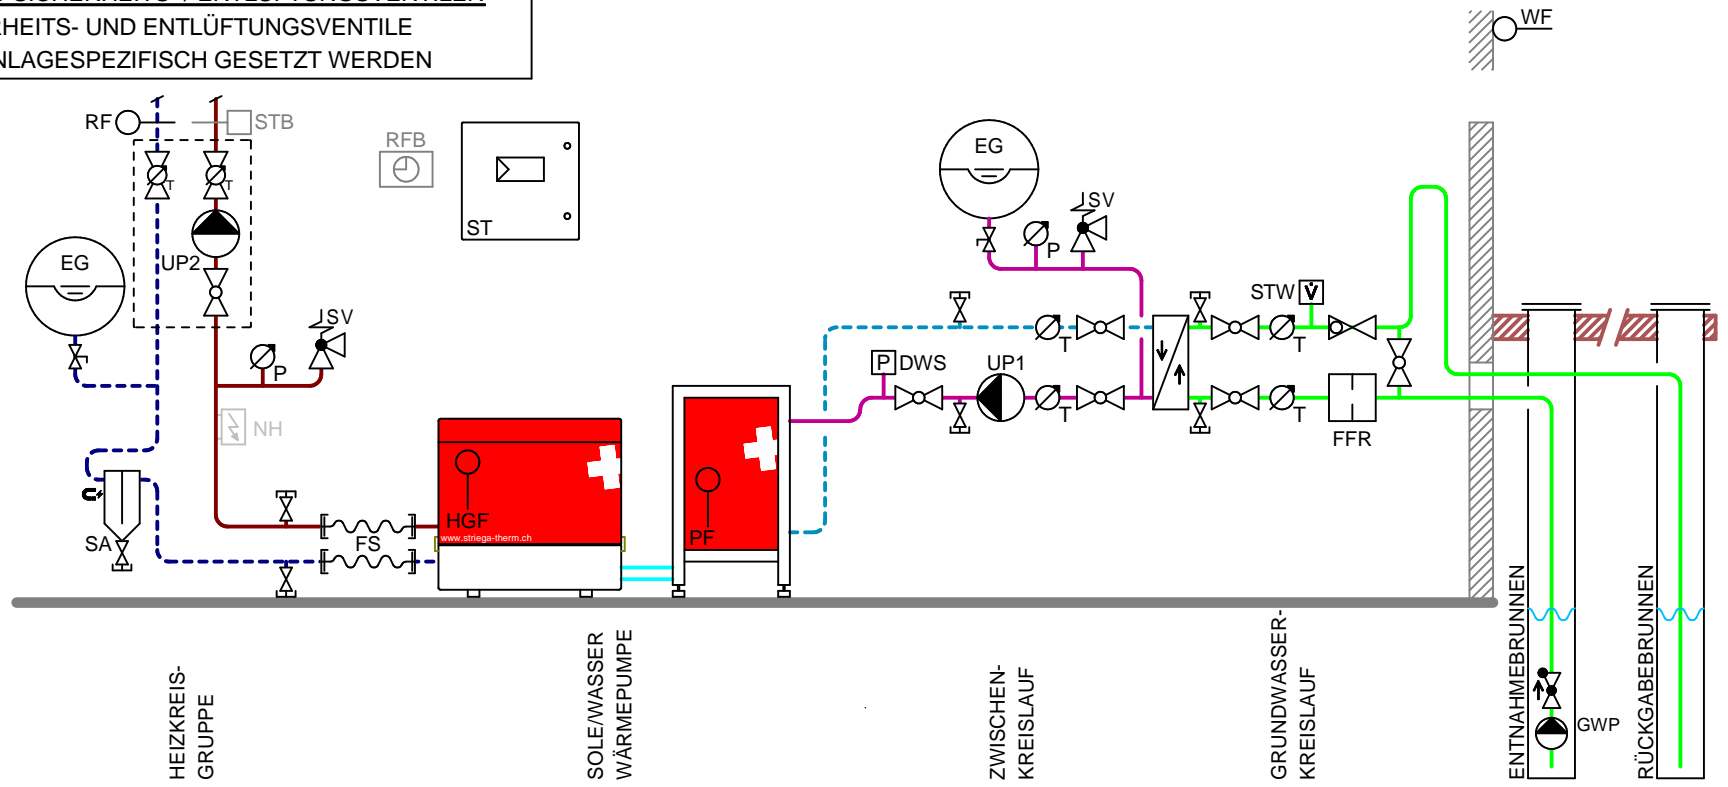 RHEITS- UND ENTLÜFTUNGSVENTILE
NLAGESPEZIFISCH GESETZT WERDEN
WF
RF
STB
RFB
EG
SV
ST
EG
UP2
SV
P
STW
V̇
T
T
P
P
DWS
UP1
T
T
T
T
FFR
NH
HGF
www.striega-therm.ch
PF
SA
FS
HEIZKREIS-
GRUPPE
SOLE/WASSER
WÄRMEPUMPE
ZWISCHEN-
KREISLAUF
GRUNDWASSER-
KREISLAUF
ENTNAHMEBRUNNEN
GWP
RÜCKGABEBRUNNEN